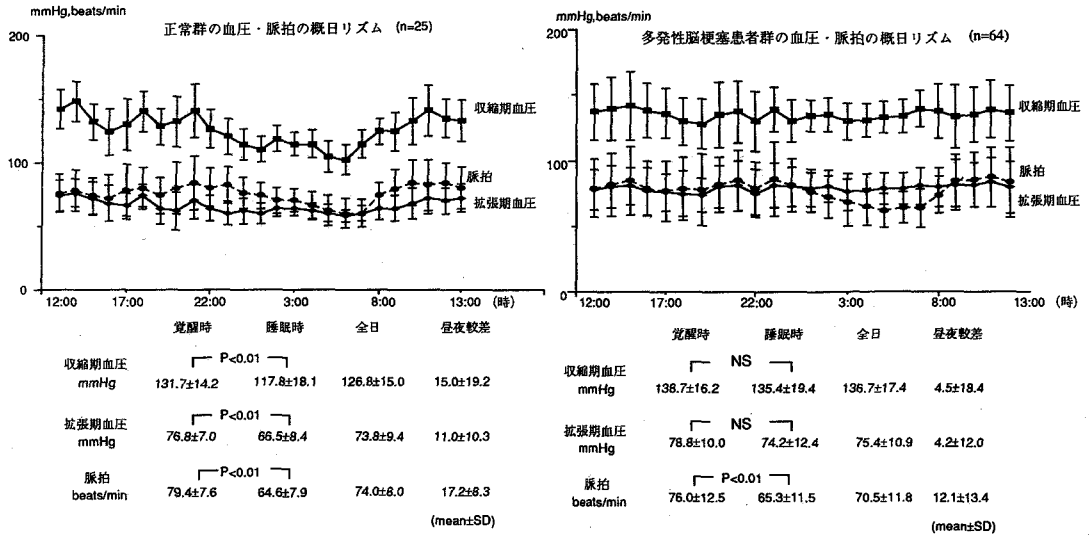 mmHg,beats/min
正常群の血圧・脈拍の概日リズム (n=25)
200
100
0
収縮期血圧
脈拍
拡張期血圧
12:00 17:00 22:00 3:00 8:00 13:00 (時)
覚醒時 睡眠時 全日 昼夜較差
収縮期血圧
mmHg
P<0.01
131.7±14.2 117.8±18.1 126.8±15.0 15.0±19.2
拡張期血圧
mmHg
P<0.01
76.8±7.0 66.5±8.4 73.8±9.4 11.0±10.3
脈拍
beats/min
P<0.01
79.4±7.6 64.6±7.9 74.0±6.0 17.2±8.3
(mean±SD)
mmHg,beats/min
多発性脳梗塞患者群の血圧・脈拍の概日リズム (n=64)
200
100
0
収縮期血圧
脈拍
拡張期血圧
12:00 17:00 22:00 3:00 8:00 13:00 (時)
覚醒時 睡眠時 全日 昼夜較差
収縮期血圧
mmHg
NS
138.7±16.2 135.4±19.4 136.7±17.4 4.5±18.4
拡張期血圧
mmHg
NS
78.8±10.0 74.2±12.4 75.4±10.9 4.2±12.0
脈拍
beats/min
P<0.01
76.0±12.5 65.3±11.5 70.5±11.8 12.1±13.4
(mean±SD)